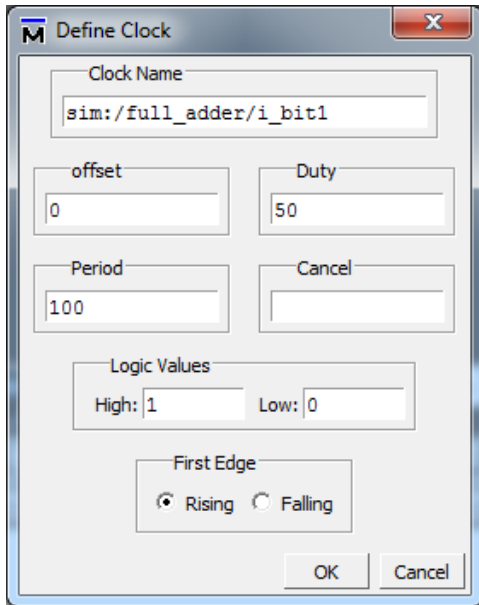 M Define Clock X
Clock Name
sim:/full_adder/i_bit1
offset Duty
0 50
Period Cancel
100
Logic Values
High: 1 Low: 0
First Edge
Rising Falling
OK Cancel